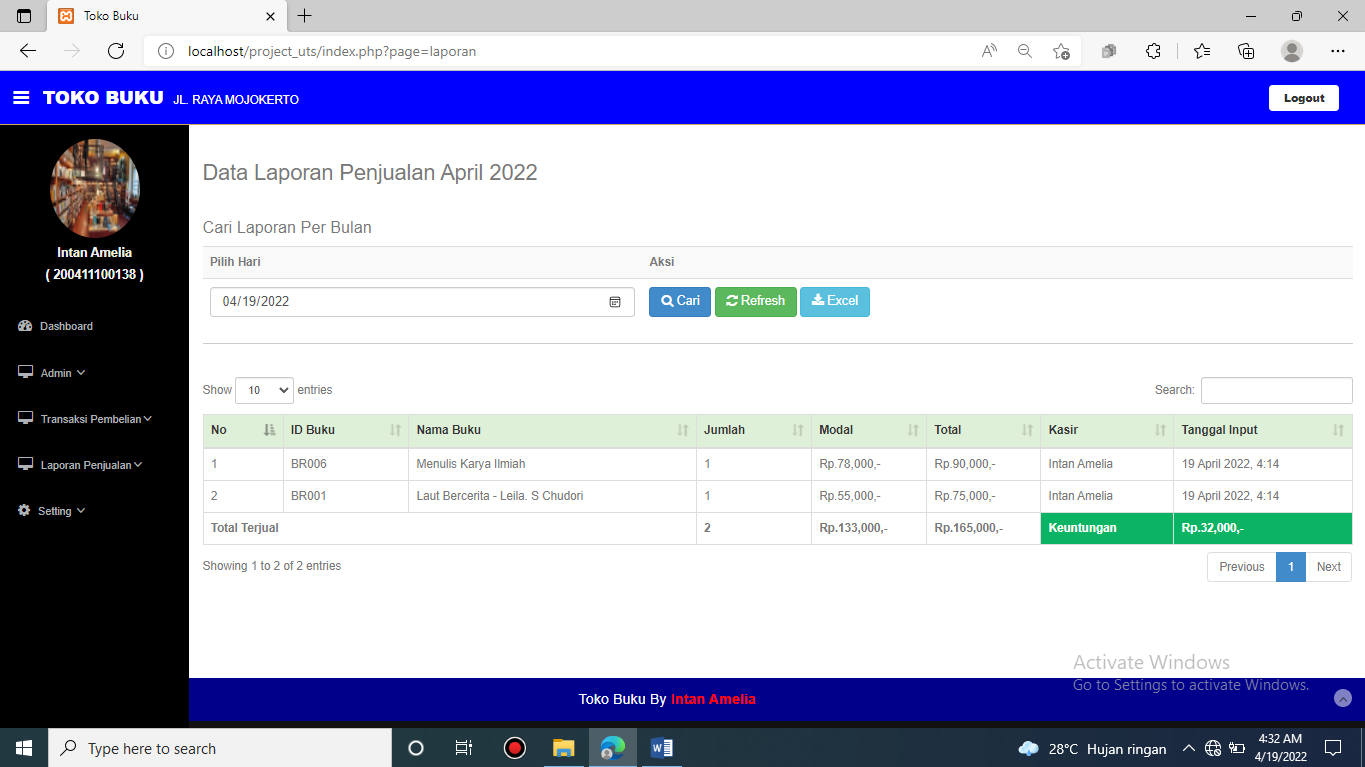 Toko Buku
localhost/project_uts/index.php?page=laporan
TOKO BUKU JL. RAYA MOJOKERTO
Logout
Intan Amelia
( 200411100138 )
Dashboard
Admin
Transaksi Pembelian
Laporan Penjualan
Setting
Data Laporan Penjualan April 2022
Cari Laporan Per Bulan
Pilih Hari Aksi
04/19/2022 Cari Refresh Excel
Show 10 entries Search:
No ID Buku Nama Buku Jumlah Modal Total Kasir Tanggal Input
1 BR006 Menulis Karya Ilmiah 1 Rp.78,000,- Rp.90,000,- Intan Amelia 19 April 2022, 4:14
2 BR001 Laut Bercerita - Leila. S Chudori 1 Rp.55,000,- Rp.75,000,- Intan Amelia 19 April 2022, 4:14
Total Terjual 2 Rp.133,000,- Rp.165,000,- Keuntungan Rp.32,000,-
Showing 1 to 2 of 2 entries Previous 1 Next
Activate Windows
Go to Settings to activate Windows.
Toko Buku By Intan Amelia
Type here to search
28°C Hujan ringan
4:32 AM
4/19/2022